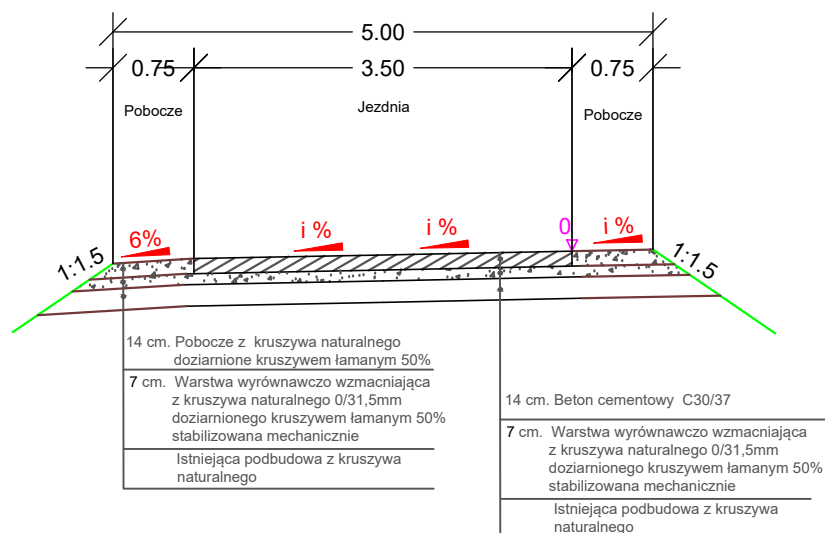 5.00
0.75
3.50
0.75
Pobocze
Jezdnia
Pobocze
6%
i %
i %
0
i %
1:1.5
1:1.5
14 cm. Pobocze z kruszywa naturalnego
doziarnione kruszywem łamanym 50%
7 cm. Warstwa wyrównawczo wzmacniająca
z kruszywa naturalnego 0/31,5mm
doziarnionego kruszywem łamanym 50%
stabilizowana mechanicznie
Istniejąca podbudowa z kruszywa
naturalnego
14 cm. Beton cementowy C30/37
7 cm. Warstwa wyrównawczo wzmacniająca
z kruszywa naturalnego 0/31,5mm
doziarnionego kruszywem łamanym 50%
stabilizowana mechanicznie
Istniejąca podbudowa z kruszywa
naturalnego